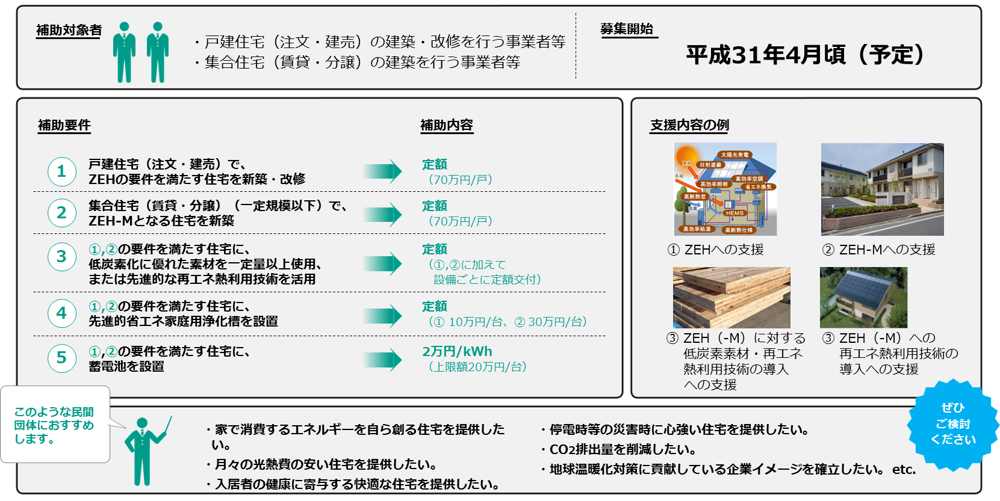 補助対象者
・戸建住宅（注文・建売）の建築・改修を行う事業者等
・集合住宅（賃貸・分譲）の建築を行う事業者等
募集開始
平成31年4月頃（予定）
補助要件
補助内容
1
戸建住宅（注文・建売）で、
ZEHの要件を満たす住宅を新築・改修
定額
（70万円/戸）
2
集合住宅（賃貸・分譲）（一定規模以下）で、
ZEH-Mとなる住宅を新築
定額
（70万円/戸）
3
①,②の要件を満たす住宅に、
低炭素化に優れた素材を一定量以上使用、
または先進的な再エネ熱利用技術を活用
定額
（①,②に加えて
設備ごとに定額交付）
4
①,②の要件を満たす住宅に、
先進的省エネ家庭用浄化槽を設置
定額
（① 10万円/台、② 30万円/台）
5
①,②の要件を満たす住宅に、
蓄電池を設置
2万円/kWh
（上限額20万円/台）
支援内容の例
太陽光発電
日射遮蔽
冬期
高効率空調
高効率照明
省エネ換気
高断熱窓
涼風
HEMS
高効率給湯
高断熱仕様
① ZEHへの支援
② ZEH-Mへの支援
③ ZEH（-M）に対する
低炭素素材・再エネ
熱利用技術の導入
への支援
③ ZEH（-M）への
再エネ熱利用技術の
導入への支援
このような民間
団体におすすめ
します。
・家で消費するエネルギーを自ら創る住宅を提供した
い。
・月々の光熱費の安い住宅を提供したい。
・入居者の健康に寄与する快適な住宅を提供したい。
・停電時等の災害時に心強い住宅を提供したい。
・CO2排出量を削減したい。
・地球温暖化対策に貢献している企業イメージを確立したい。 etc.
ぜひ
ご検討
ください